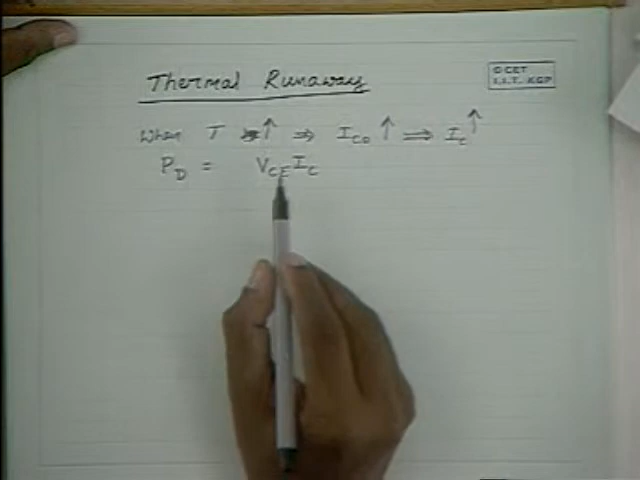 Thermal Runaway
© CET
I.I.T. KGP
When T ↑ ⇒ I_CO ↑ ⇒ I_C ↑
P_D = V_CE I_C